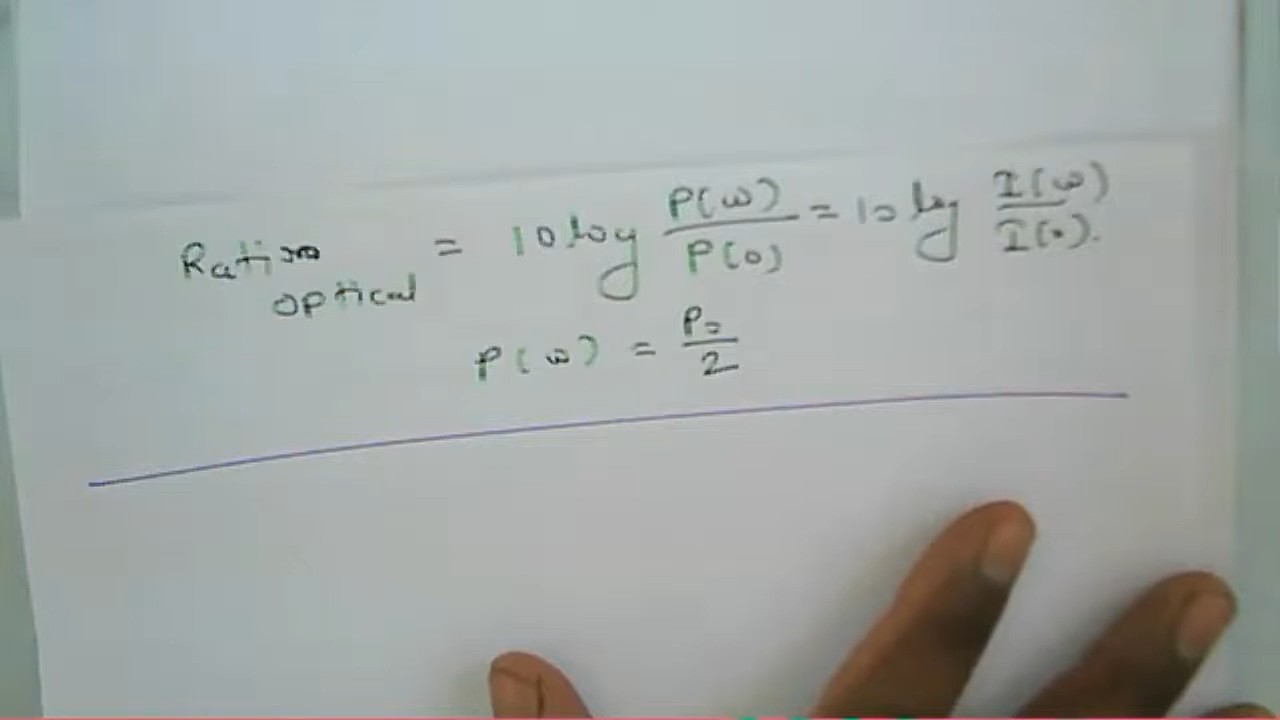 Ratio = 10 log P(ω)/P(0) = 10 log I(ω)/I(0).
optical
P(ω) = P0/2